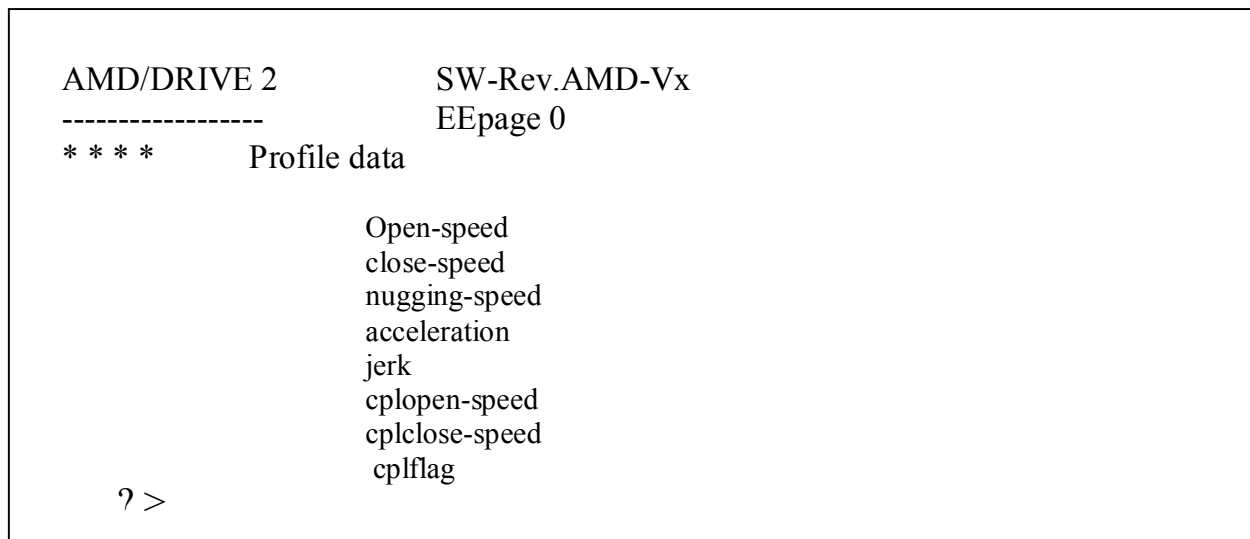 AMD/DRIVE 2 SW-Rev.AMD-Vx
------------------ EEpage 0
* * * * Profile data
Open-speed
close-speed
nugging-speed
acceleration
jerk
cplopen-speed
cplclose-speed
cplflag
? >